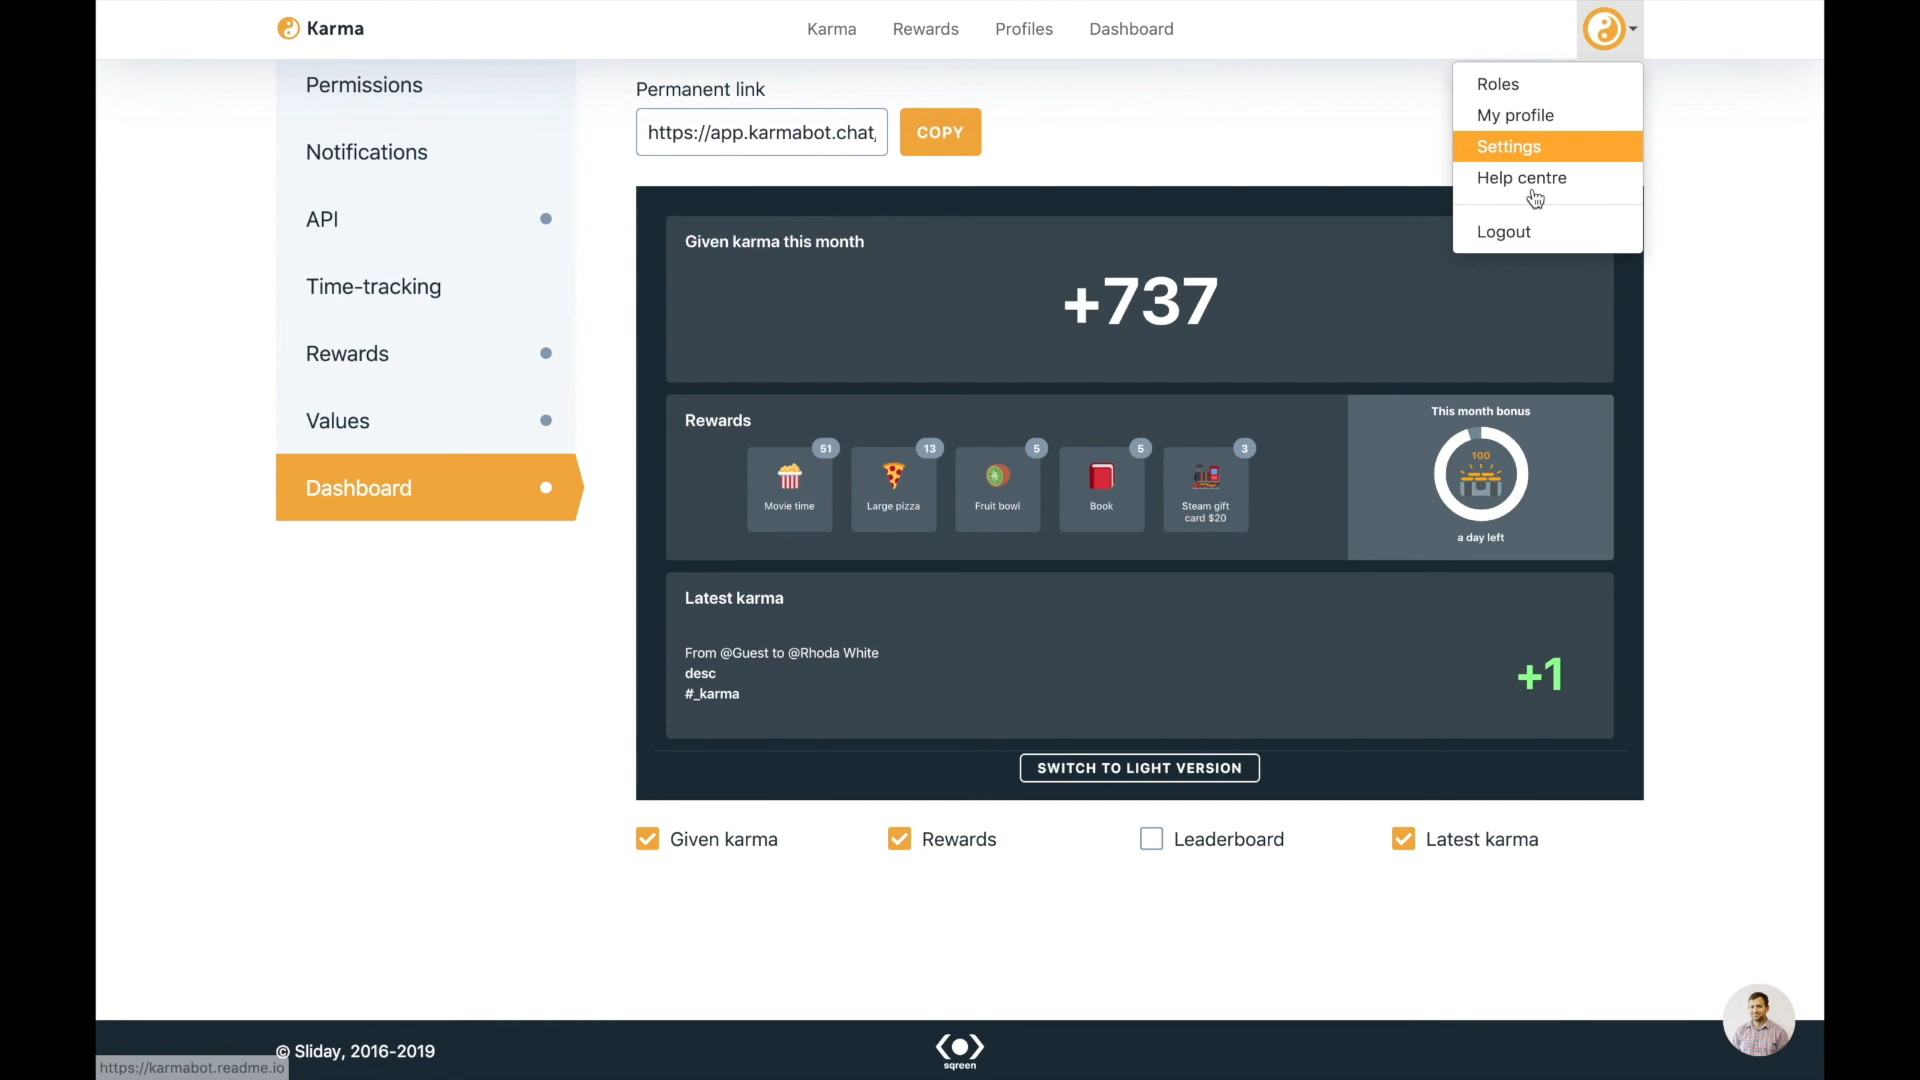 Karma
Karma
Rewards
Profiles
Dashboard
Roles
My profile
Settings
Help centre
Logout
Permissions
Notifications
API
Time-tracking
Rewards
Values
Dashboard
Permanent link
https://app.karmabot.chat,
COPY
Given karma this month
+737
Rewards
51
Movie time
13
Large pizza
5
Fruit bowl
5
Book
3
Steam gift
card $20
This month bonus
100
a day left
Latest karma
From @Guest to @Rhoda White
desc
#_karma
+1
SWITCH TO LIGHT VERSION
Given karma
Rewards
Leaderboard
Latest karma
© Sliday, 2016-2019
sqreen
https://karmabot.readme.io